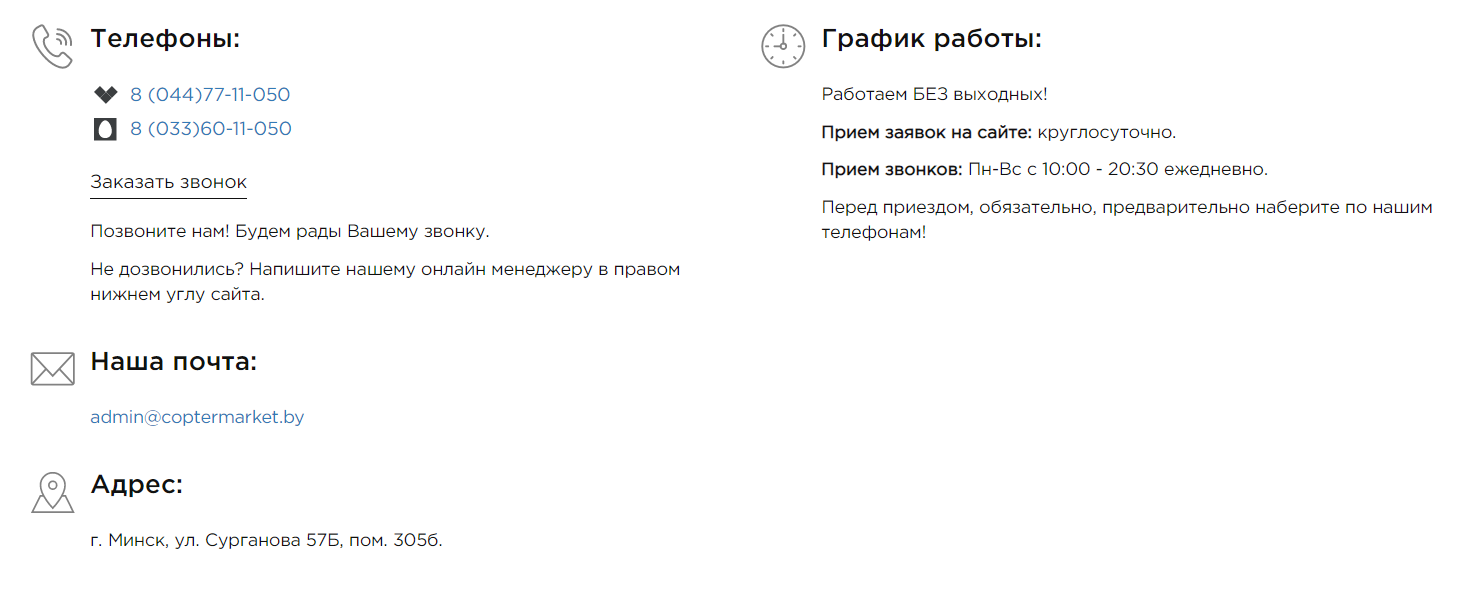 Телефоны:
8 (044)77-11-050
8 (033)60-11-050
Заказать звонок
Позвоните нам! Будем рады Вашему звонку.
Не дозвонились? Напишите нашему онлайн менеджеру в правом
нижнем углу сайта.
Наша почта:
admin@coptermarket.by
Адрес:
г. Минск, ул. Сурганова 57Б, пом. 305б.
График работы:
Работаем БЕЗ выходных!
Прием заявок на сайте: круглосуточно.
Прием звонков: Пн-Вс с 10:00 - 20:30 ежедневно.
Перед приездом, обязательно, предварительно наберите по нашим
телефонам!